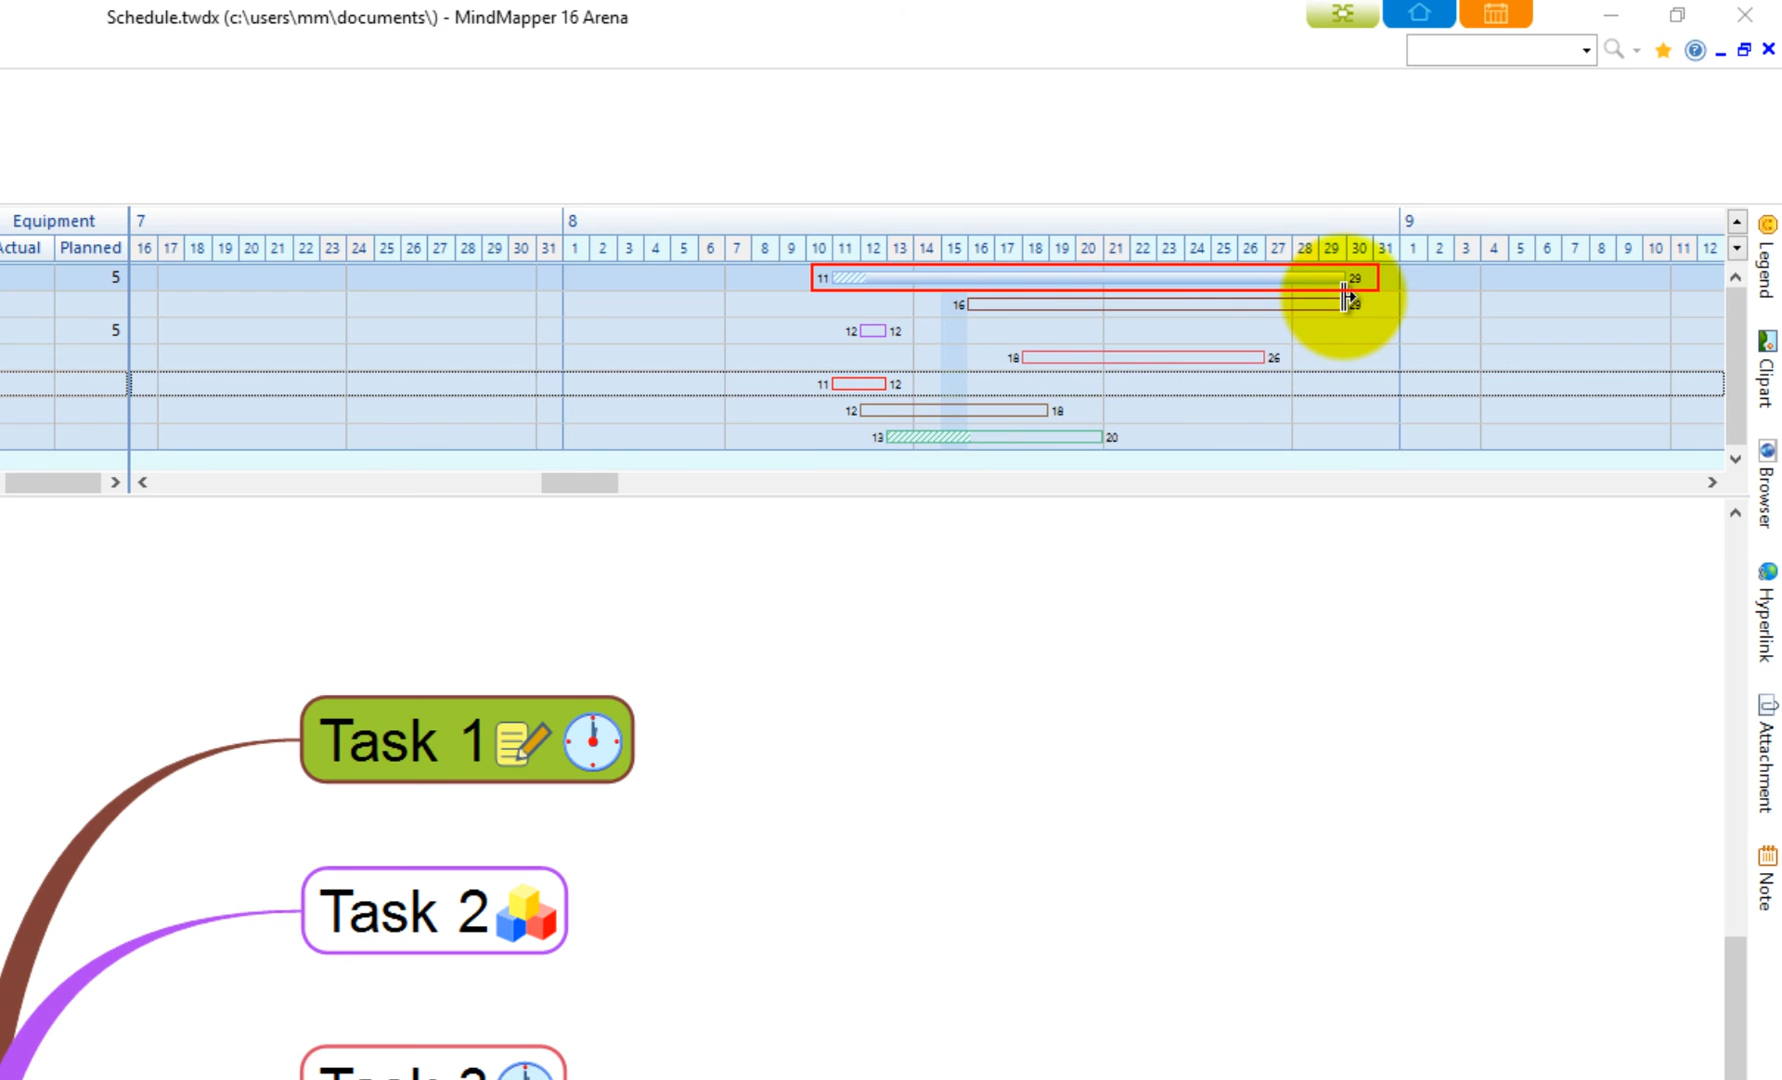 Schedule.twdx (c:\users\mm\documents\) - MindMapper 16 Arena
Equipment 7 8 9
Actual Planned 16 17 18 19 20 21 22 23 24 25 26 27 28 29 30 31 1 2 3 4 5 6 7 8 9 10 11 12 13 14 15 16 17 18 19 20 21 22 23 24 25 26 27 28 29 30 31 1 2 3 4 5 6 7 8 9 10 11 12
5 11 29
16 29
5 12 12
18 26
11 12
12 18
13 20
Legend
Clipart
Browser
Hyperlink
Attachment
Note
Task 1
Task 2